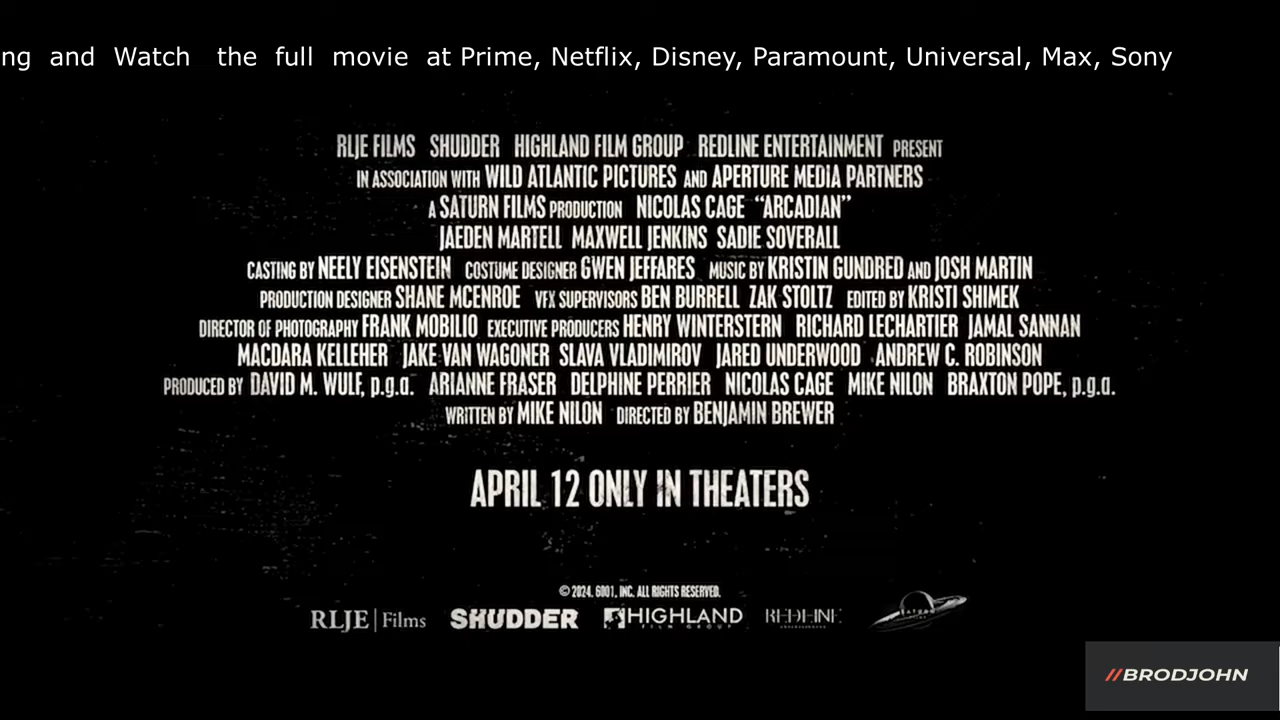 ng and Watch the full movie at Prime, Netflix, Disney, Paramount, Universal, Max, Sony
RLJE FILMS SHUDDER HIGHLAND FILM GROUP REDLINE ENTERTAINMENT PRESENT
IN ASSOCIATION WITH WILD ATLANTIC PICTURES AND APERTURE MEDIA PARTNERS
A SATURN FILMS PRODUCTION NICOLAS CAGE “ARCADIAN”
JAEDEN MARTELL MAXWELL JENKINS SADIE SOVERALL
CASTING BY NEELY EISENSTEIN COSTUME DESIGNER GWEN JEFFARES MUSIC BY KRISTIN GUNDRED AND JOSH MARTIN
PRODUCTION DESIGNER SHANE MCENROE VFX SUPERVISORS BEN BURRELL ZAK STOLTZ EDITED BY KRISTI SHIMEK
DIRECTOR OF PHOTOGRAPHY FRANK MOBILIO EXECUTIVE PRODUCERS HENRY WINTERSTERN RICHARD LECHARTIER JAMAL SANNAN
MACDARA KELLEHER JAKE VAN WAGONER SLAVA VLADIMIROV JARED UNDERWOOD ANDREW C. ROBINSON
PRODUCED BY DAVID M. WULF, p.g.a. ARIANNE FRASER DELPHINE PERRIER NICOLAS CAGE MIKE NILON BRAXTON POPE, p.g.a.
WRITTEN BY MIKE NILON DIRECTED BY BENJAMIN BREWER
APRIL 12 ONLY IN THEATERS
© 2024. 6001, INC. ALL RIGHTS RESERVED.
RLJE | Films SHUDDER HIGHLAND FILM GROUP REDLINE SATURN
//BRODJOHN